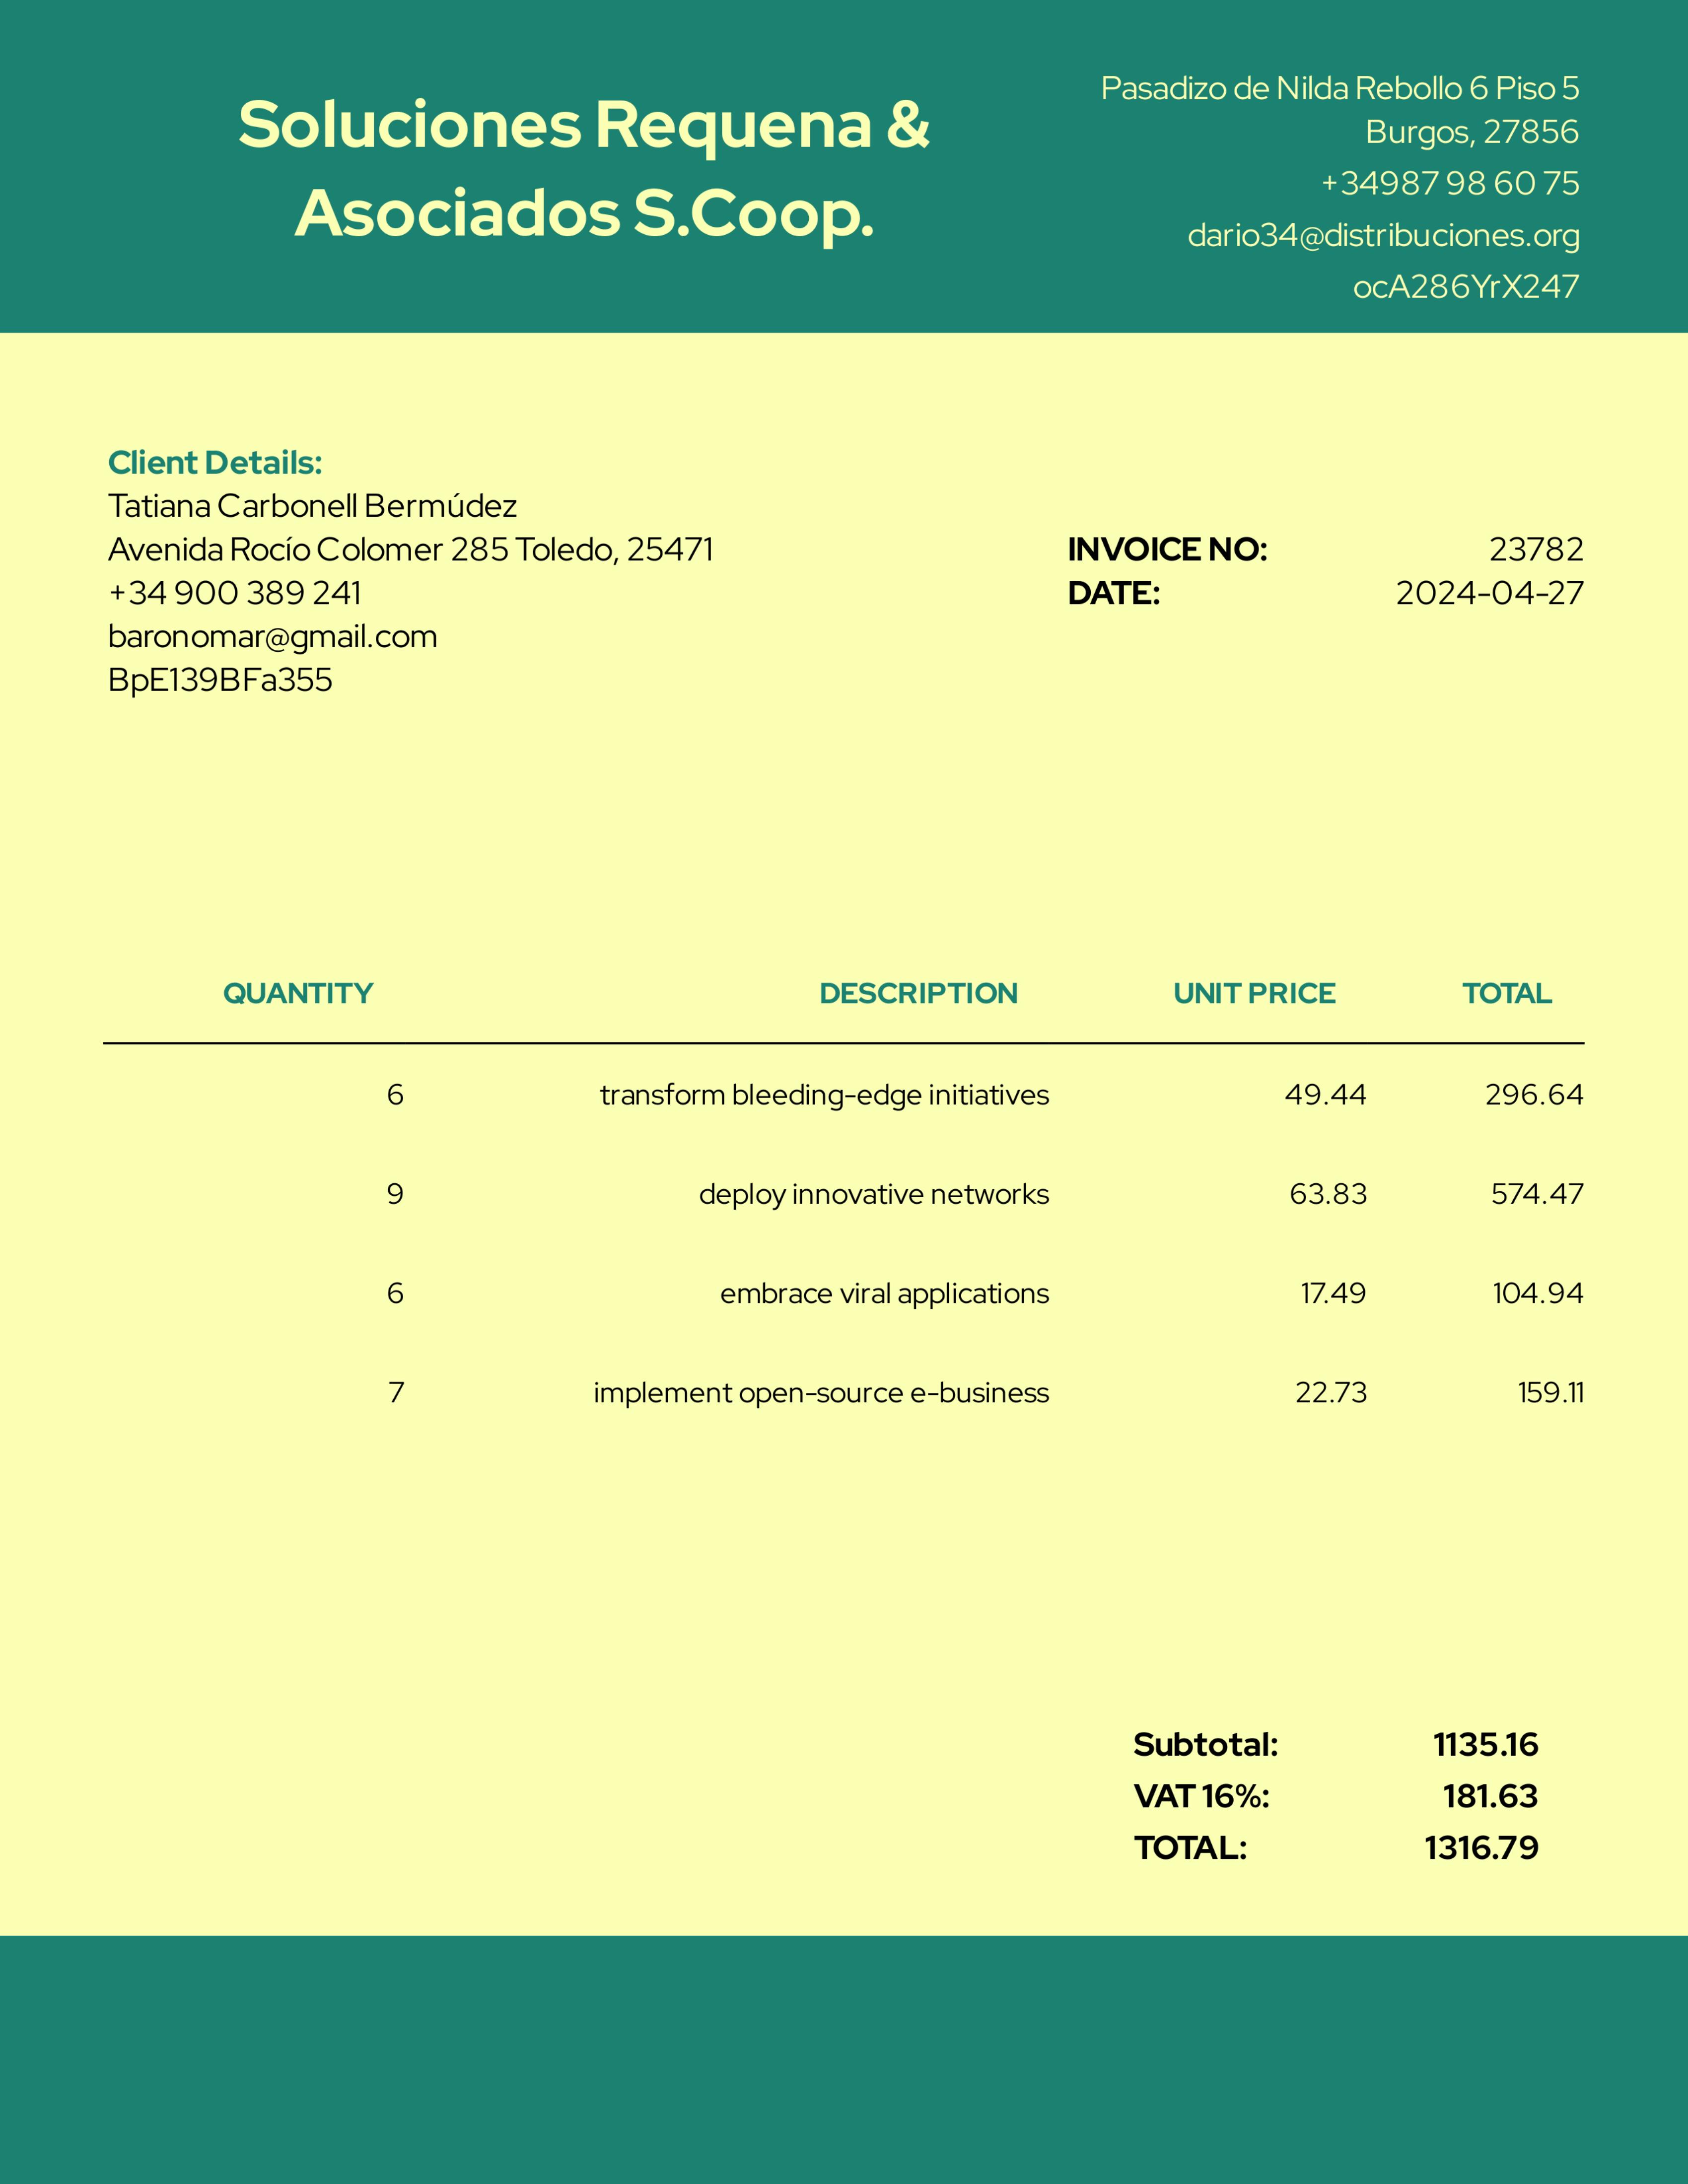 Soluciones Requena &
Asociados S.Coop.
Pasadizo de Nilda Rebollo 6 Piso 5
Burgos, 27856
+34987 98 60 75
dario34@distribuciones.org
ocA286YrX247
Client Details:
Tatiana Carbonell Bermúdez
Avenida Rocío Colomer 285 Toledo, 25471
+34 900 389 241
baronomar@gmail.com
BpE139BFa355
INVOICE NO: 23782
DATE: 2024-04-27
QUANTITY DESCRIPTION UNIT PRICE TOTAL
6 transform bleeding-edge initiatives 49.44 296.64
9 deploy innovative networks 63.83 574.47
6 embrace viral applications 17.49 104.94
7 implement open-source e-business 22.73 159.11
Subtotal: 1135.16
VAT 16%: 181.63
TOTAL: 1316.79